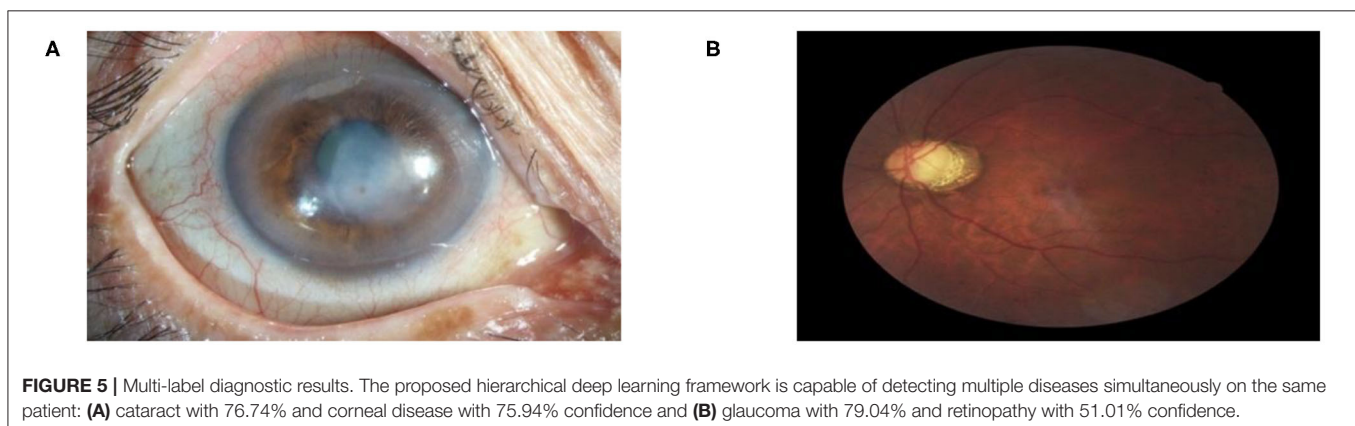 A
B
FIGURE 5 | Multi-label diagnostic results. The proposed hierarchical deep learning framework is capable of detecting multiple diseases simultaneously on the same
patient: (A) cataract with 76.74% and corneal disease with 75.94% confidence and (B) glaucoma with 79.04% and retinopathy with 51.01% confidence.